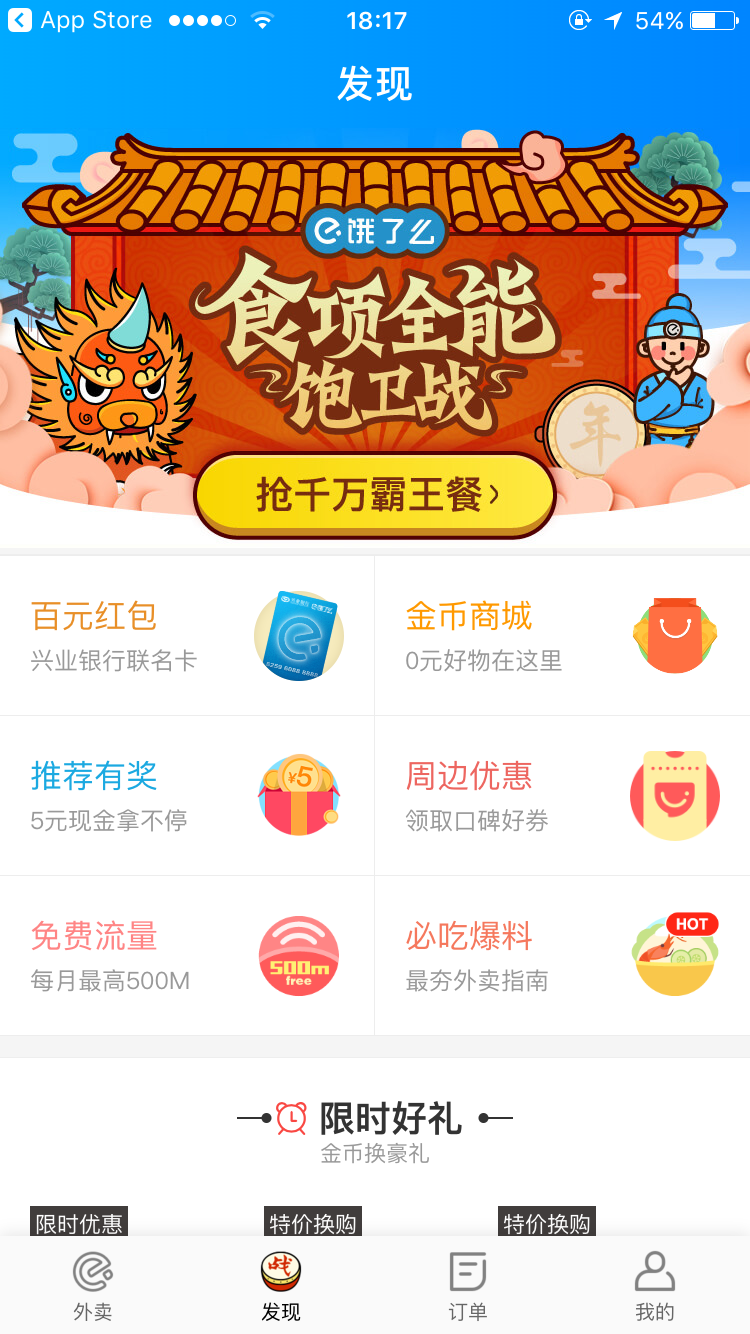 App Store
18:17
54%
发现
饿了么
食项全能
饱卫战
年
抢千万霸王餐›
百元红包
兴业银行联名卡
金币商城
0元好物在这里
推荐有奖
5元现金拿不停
¥5
周边优惠
领取口碑好券
免费流量
每月最高500M
500m
free
必吃爆料
最夯外卖指南
HOT
限时好礼
金币换豪礼
限时优惠
特价换购
特价换购
外卖
战
发现
订单
我的